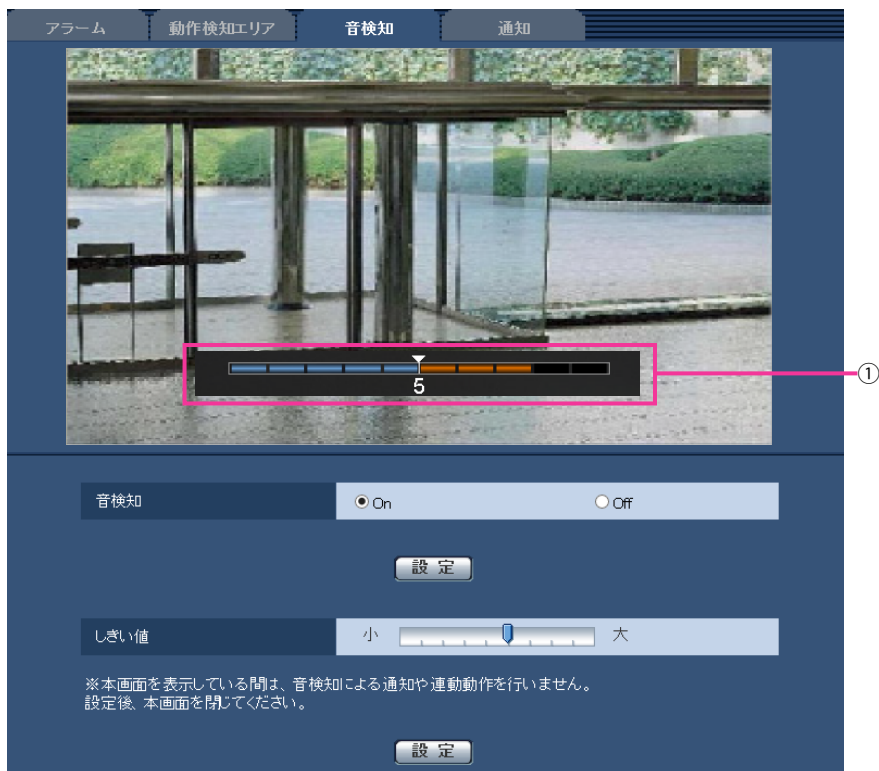 アラーム 動作検知エリア 音検知 通知
5
①
音検知 On Off
設 定
しきい値 小 大
※本画面を表示している間は、音検知による通知や連動動作を行いません。
設定後、本画面を閉じてください。
設 定